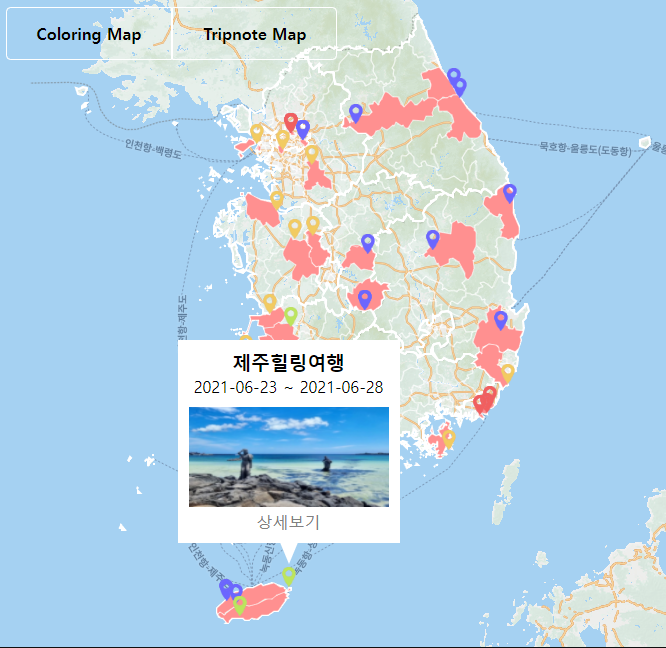 Coloring Map
Tripnote Map
인천항-백령도
묵호항-울릉도(도동항)
제주힐링여행
2021-06-23 ~ 2021-06-28
상세보기